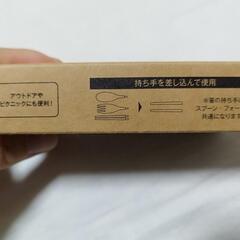 アウトドアや
ピクニックにも便利!
持ち手を差し込んで使用
※箸の持ち手は
スプーン・フォー
共通になります